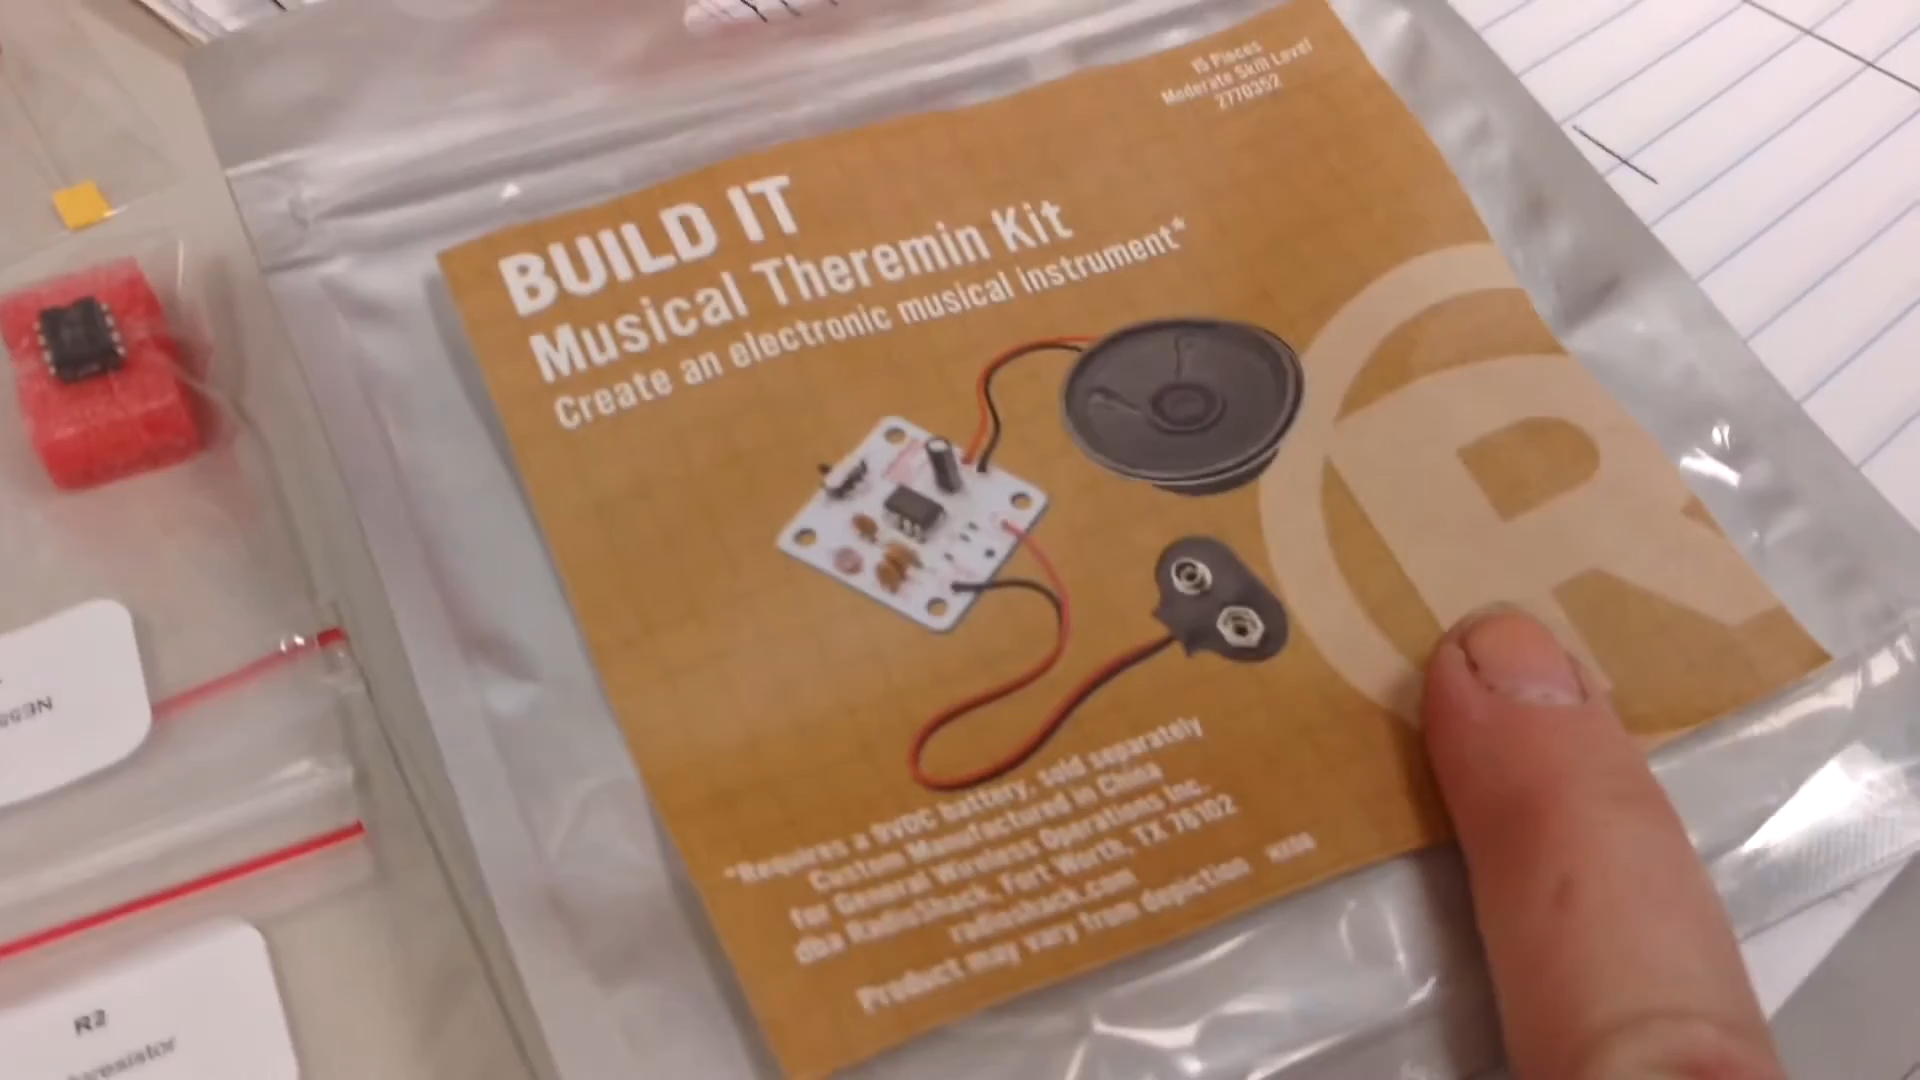 15 Pieces
Moderate Skill Level
2770352
BUILD IT
Musical Theremin Kit
Create an electronic musical instrument*
R
*Requires a 9VDC battery, sold separately
Custom Manufactured in China
for General Wireless Operations Inc.
dba RadioShack, Fort Worth, TX 76102
radioshack.com
Product may vary from depiction
R2